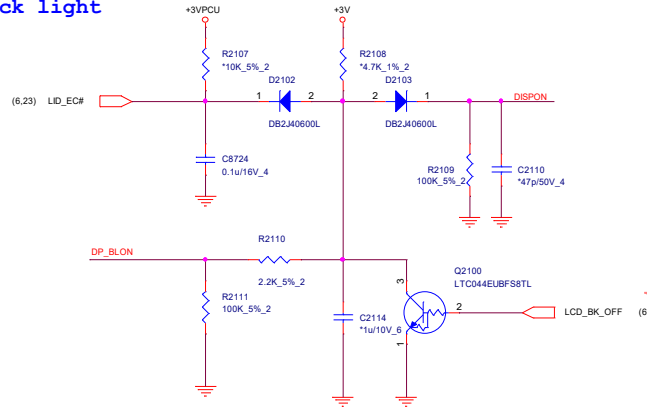 ck light
+3VPCU
+3V
R2107
*10K_5%_2
R2108
*4.7K_1%_2
D2102
D2103
(6,23) LID_EC#
1 2
2 1
DISPON
DB2J40600L
DB2J40600L
C8724
0.1u/16V_4
R2109
100K_5%_2
C2110
*47p/50V_4
DP_BLON
R2110
2.2K_5%_2
Q2100
LTC044EUBFS8TL
3
R2111
100K_5%_2
C2114
*1u/10V_6
2
LCD_BK_OFF (6
1